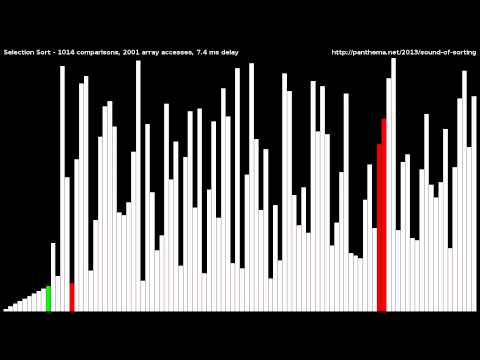 Selection Sort - 1014 comparisons, 2001 array accesses, 7.4 ms delay
http://panthema.net/2013/sound-of-sorting